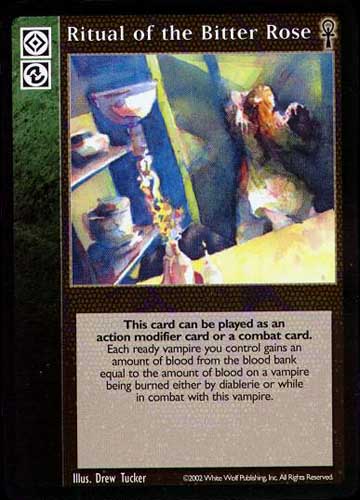 Ritual of the Bitter Rose
This card can be played as an
action modifier card or a combat card.
Each ready vampire you control gains an
amount of blood from the blood bank
equal to the amount of blood on a vampire
being burned either by diablerie or while
in combat with this vampire.
Illus. Drew Tucker
©2002 White Wolf Publishing, Inc. All Rights Reserved.